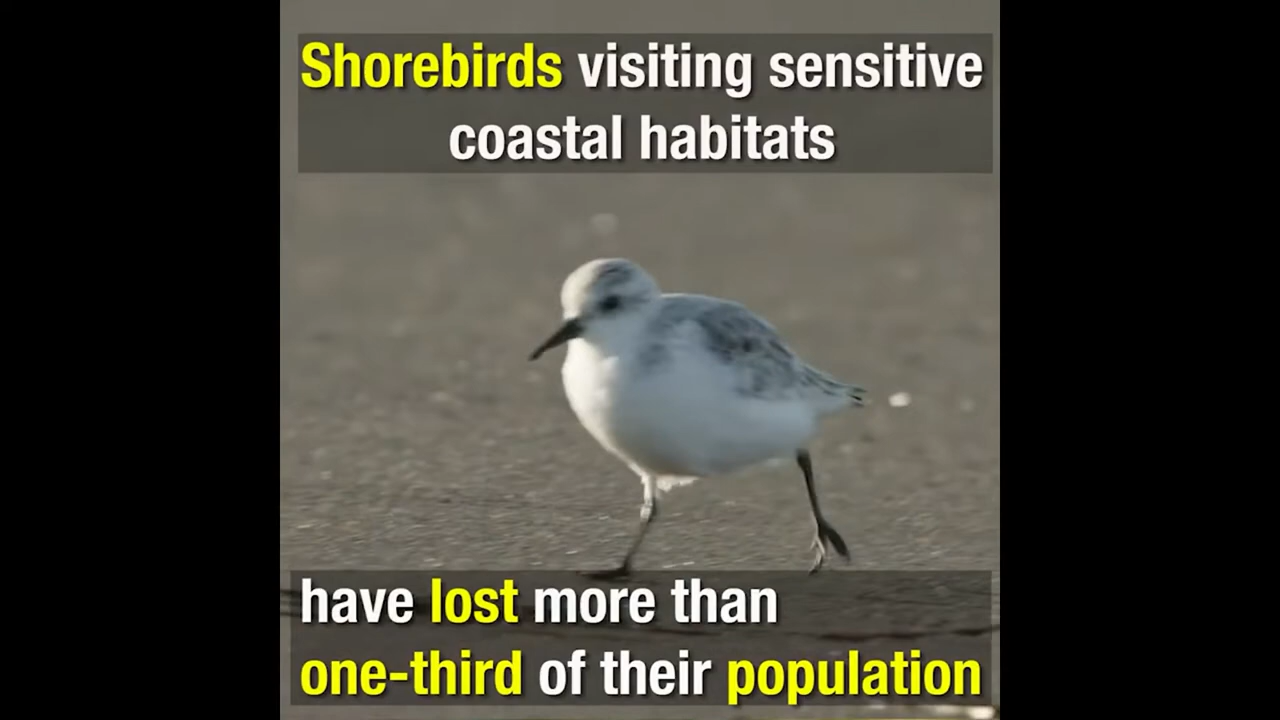 Shorebirds visiting sensitive
coastal habitats
have lost more than
one-third of their population